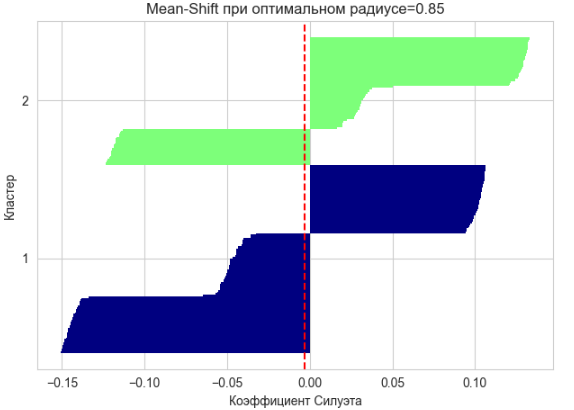 Mean-Shift при оптимальном радиусе=0.85
Кластер
2
1
−0.15 −0.10 −0.05 0.00 0.05 0.10
Коэффициент Силуэта